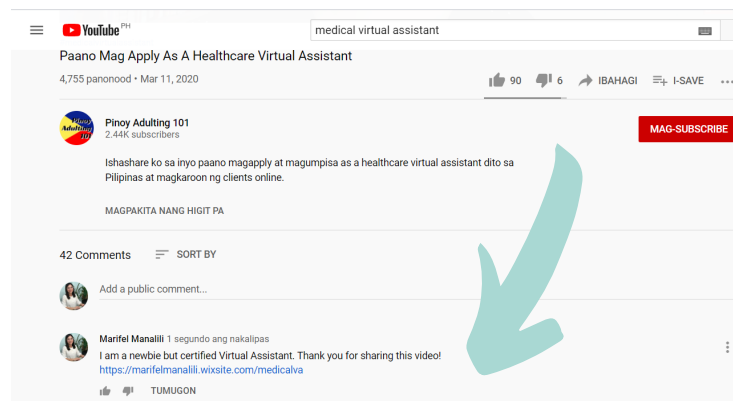 YouTube PH
medical virtual assistant
Paano Mag Apply As A Healthcare Virtual Assistant
4,755 panonood • Mar 11, 2020
90 6 IBAHAGI I-SAVE
Pinoy Adulting 101
Pinoy Adulting 101
2.44K subscribers
MAG-SUBSCRIBE
Ishashare ko sa inyo paano magapply at magumpisa as a healthcare virtual assistant dito sa
Pilipinas at magkaroon ng clients online.
MAGPAKITA NANG HIGIT PA
42 Comments SORT BY
Add a public comment...
Marifel Manalili 1 segundo ang nakalipas
I am a newbie but certified Virtual Assistant. Thank you for sharing this video!
https://marifelmanalili.wixsite.com/medicalva
TUMUGON